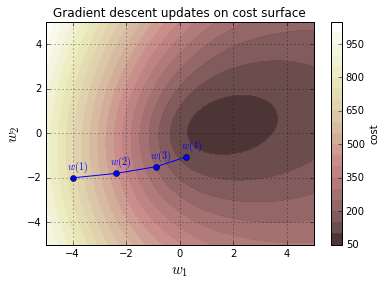 Gradient descent updates on cost surface
4
2
0
−2
−4
w₂
w(1)
w(2)
w(3)
w(4)
−4
−2
0
2
4
w₁
950
800
650
500
350
200
50
cost